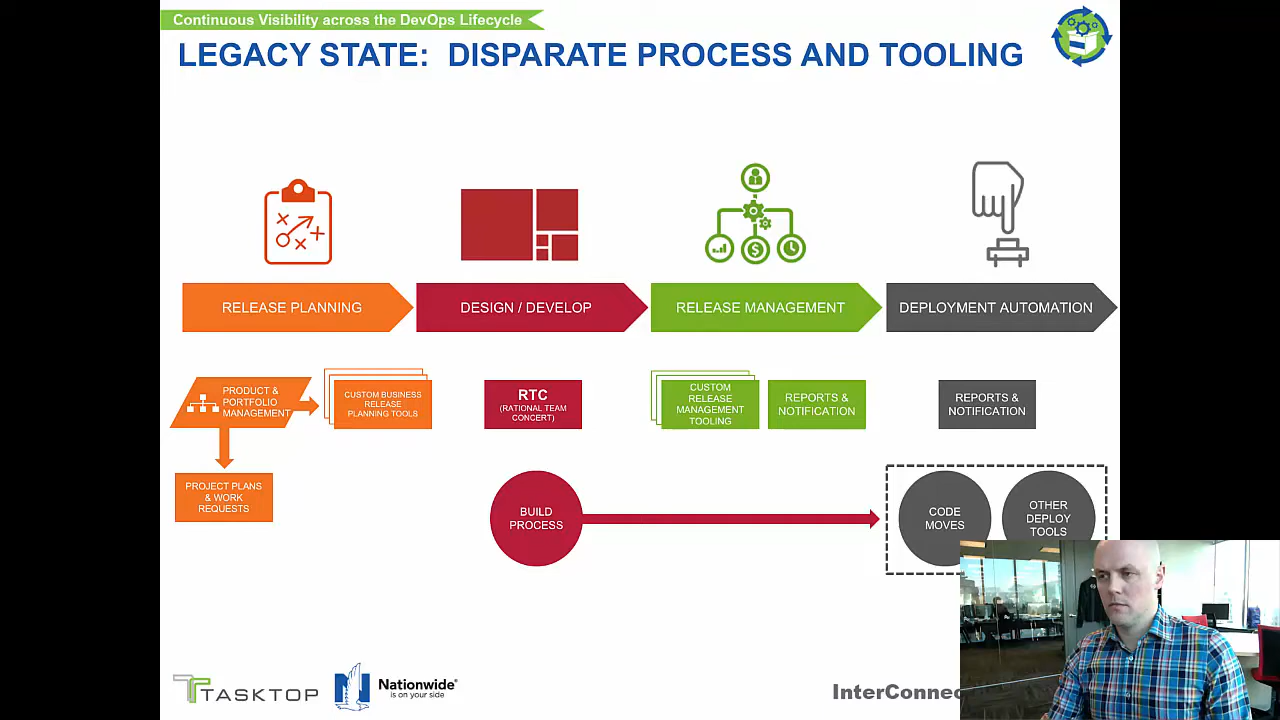 Continuous Visibility across the DevOps Lifecycle
LEGACY STATE: DISPARATE PROCESS AND TOOLING
RELEASE PLANNING
DESIGN / DEVELOP
RELEASE MANAGEMENT
DEPLOYMENT AUTOMATION
PRODUCT &
PORTFOLIO
MANAGEMENT
CUSTOM BUSINESS
RELEASE
PLANNING TOOLS
RTC
(RATIONAL TEAM
CONCERT)
CUSTOM
RELEASE
MANAGEMENT
TOOLING
REPORTS &
NOTIFICATION
REPORTS &
NOTIFICATION
PROJECT PLANS
& WORK
REQUESTS
BUILD
PROCESS
CODE
MOVES
OTHER
DEPLOY
TOOLS
TASKTOP
Nationwide®
is on your side
InterConnec